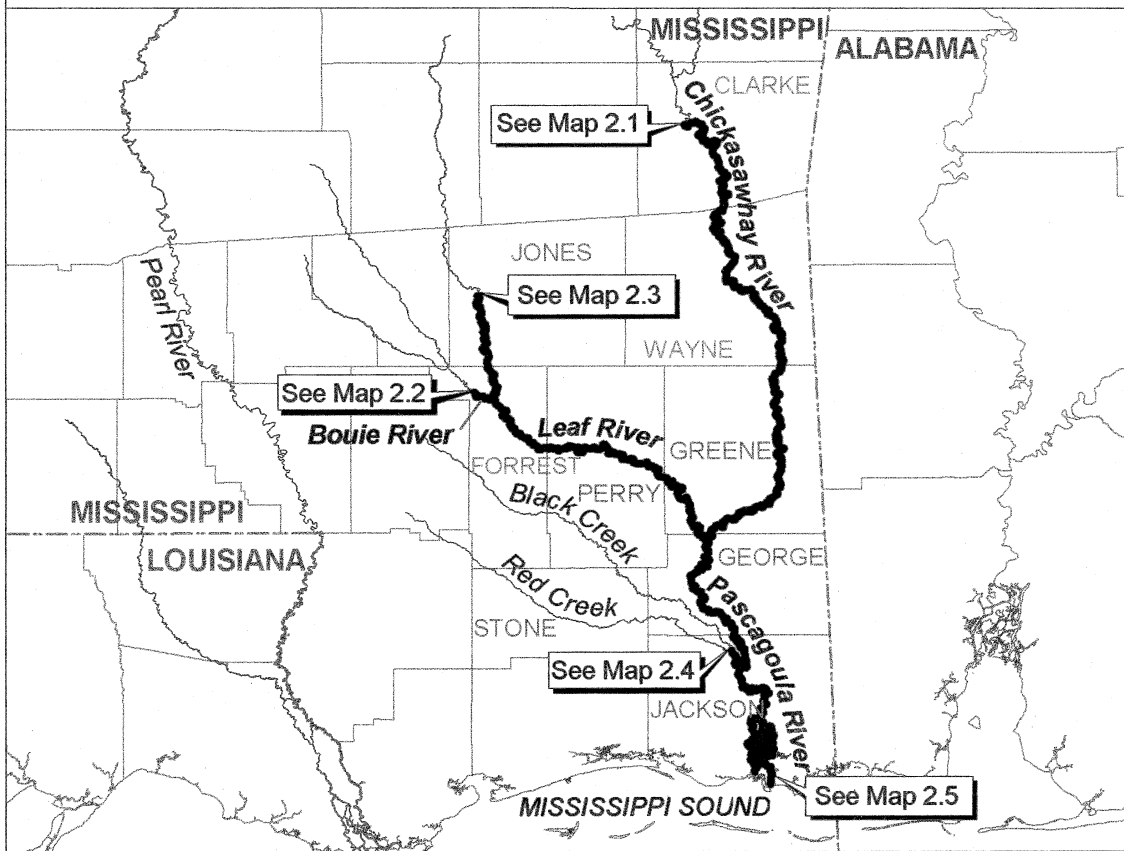 MISSISSIPPI
ALABAMA
CLARKE
Chickasawhay River
See Map 2.1
JONES
Pearl River
See Map 2.3
WAYNE
See Map 2.2
Bouie River
Leaf River
GREENE
FORREST
PERRY
Black Creek
MISSISSIPPI
LOUISIANA
GEORGE
Red Creek
Pascagoula River
STONE
See Map 2.4
JACKSON
See Map 2.5
MISSISSIPPI SOUND